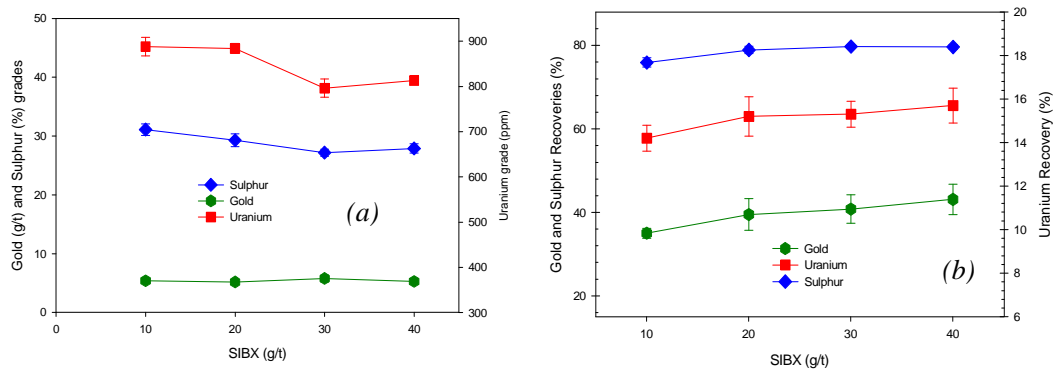 Gold (g/t) and Sulphur (%) grades
50
40
30
20
10
0
0
10
20
30
40
SIBX (g/t)
900
800
700
600
500
400
300
Uranium grade (ppm)
Sulphur
Gold
Uranium
(a)
Gold and Sulphur Recoveries (%)
80
60
40
20
10
20
30
40
SIBX (g/t)
20
18
16
14
12
10
8
6
Uranium Recovery (%)
Gold
Uranium
Sulphur
(b)